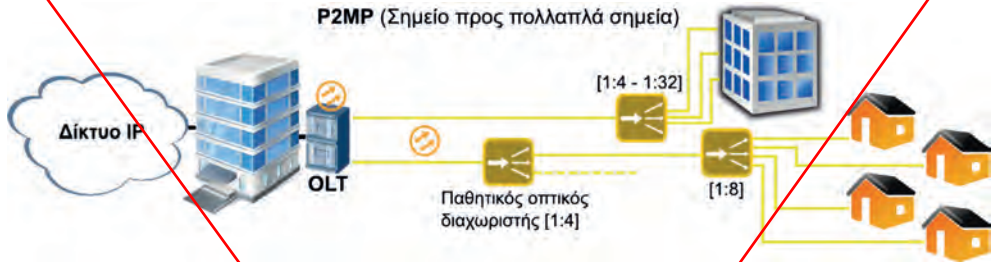 P2MP (Σημείο προς πολλαπλά σημεία)
Δίκτυο IP
OLT
[1:4 - 1:32]
Παθητικός οπτικός
διαχωριστής [1:4]
[1:8]